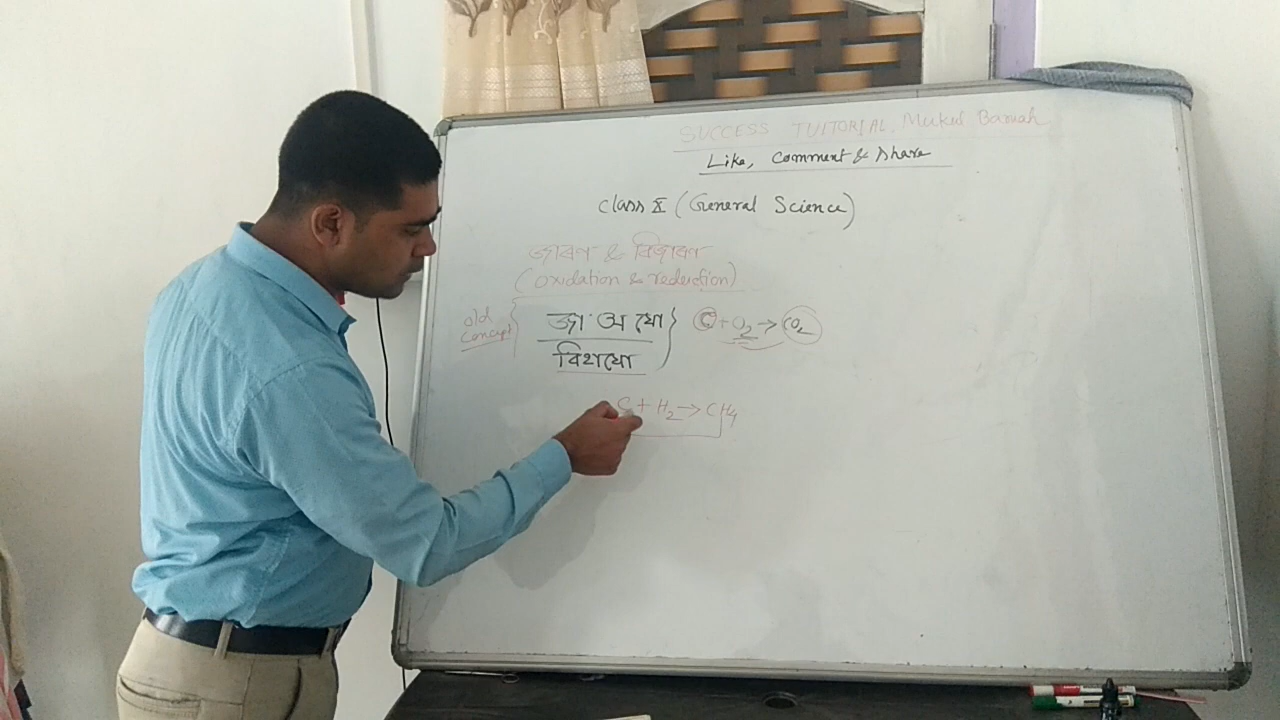 SUCCESS TUITORIAL, Mukul Baruah
Like, Comment & Share
Class X (General Science)
জাৰণ & বিজাৰণ
(oxidation & reduction)
old concept
জা অ যো
C + O2 → CO2
বিহাযো
C + H2 → CH4